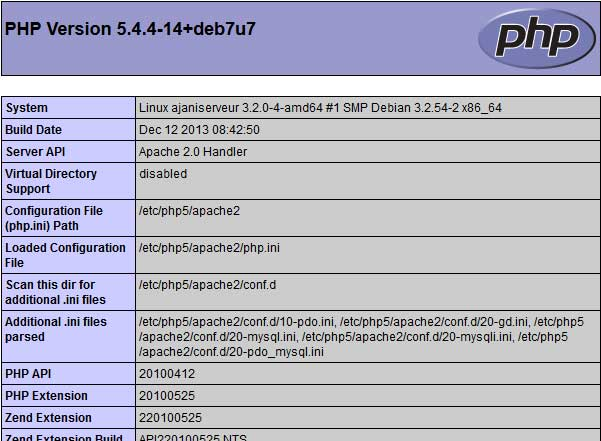 PHP Version 5.4.4-14+deb7u7
php
System Linux ajaniserveur 3.2.0-4-amd64 #1 SMP Debian 3.2.54-2 x86_64
Build Date Dec 12 2013 08:42:50
Server API Apache 2.0 Handler
Virtual Directory disabled
Support
Configuration File /etc/php5/apache2
(php.ini) Path
Loaded Configuration /etc/php5/apache2/php.ini
File
Scan this dir for /etc/php5/apache2/conf.d
additional .ini files
Additional .ini files /etc/php5/apache2/conf.d/10-pdo.ini, /etc/php5/apache2/conf.d/20-gd.ini, /etc/php5
parsed /apache2/conf.d/20-mysql.ini, /etc/php5/apache2/conf.d/20-mysqli.ini, /etc/php5
/apache2/conf.d/20-pdo_mysql.ini
PHP API 20100412
PHP Extension 20100525
Zend Extension 220100525
Zend Extension Build API220100525,NTS